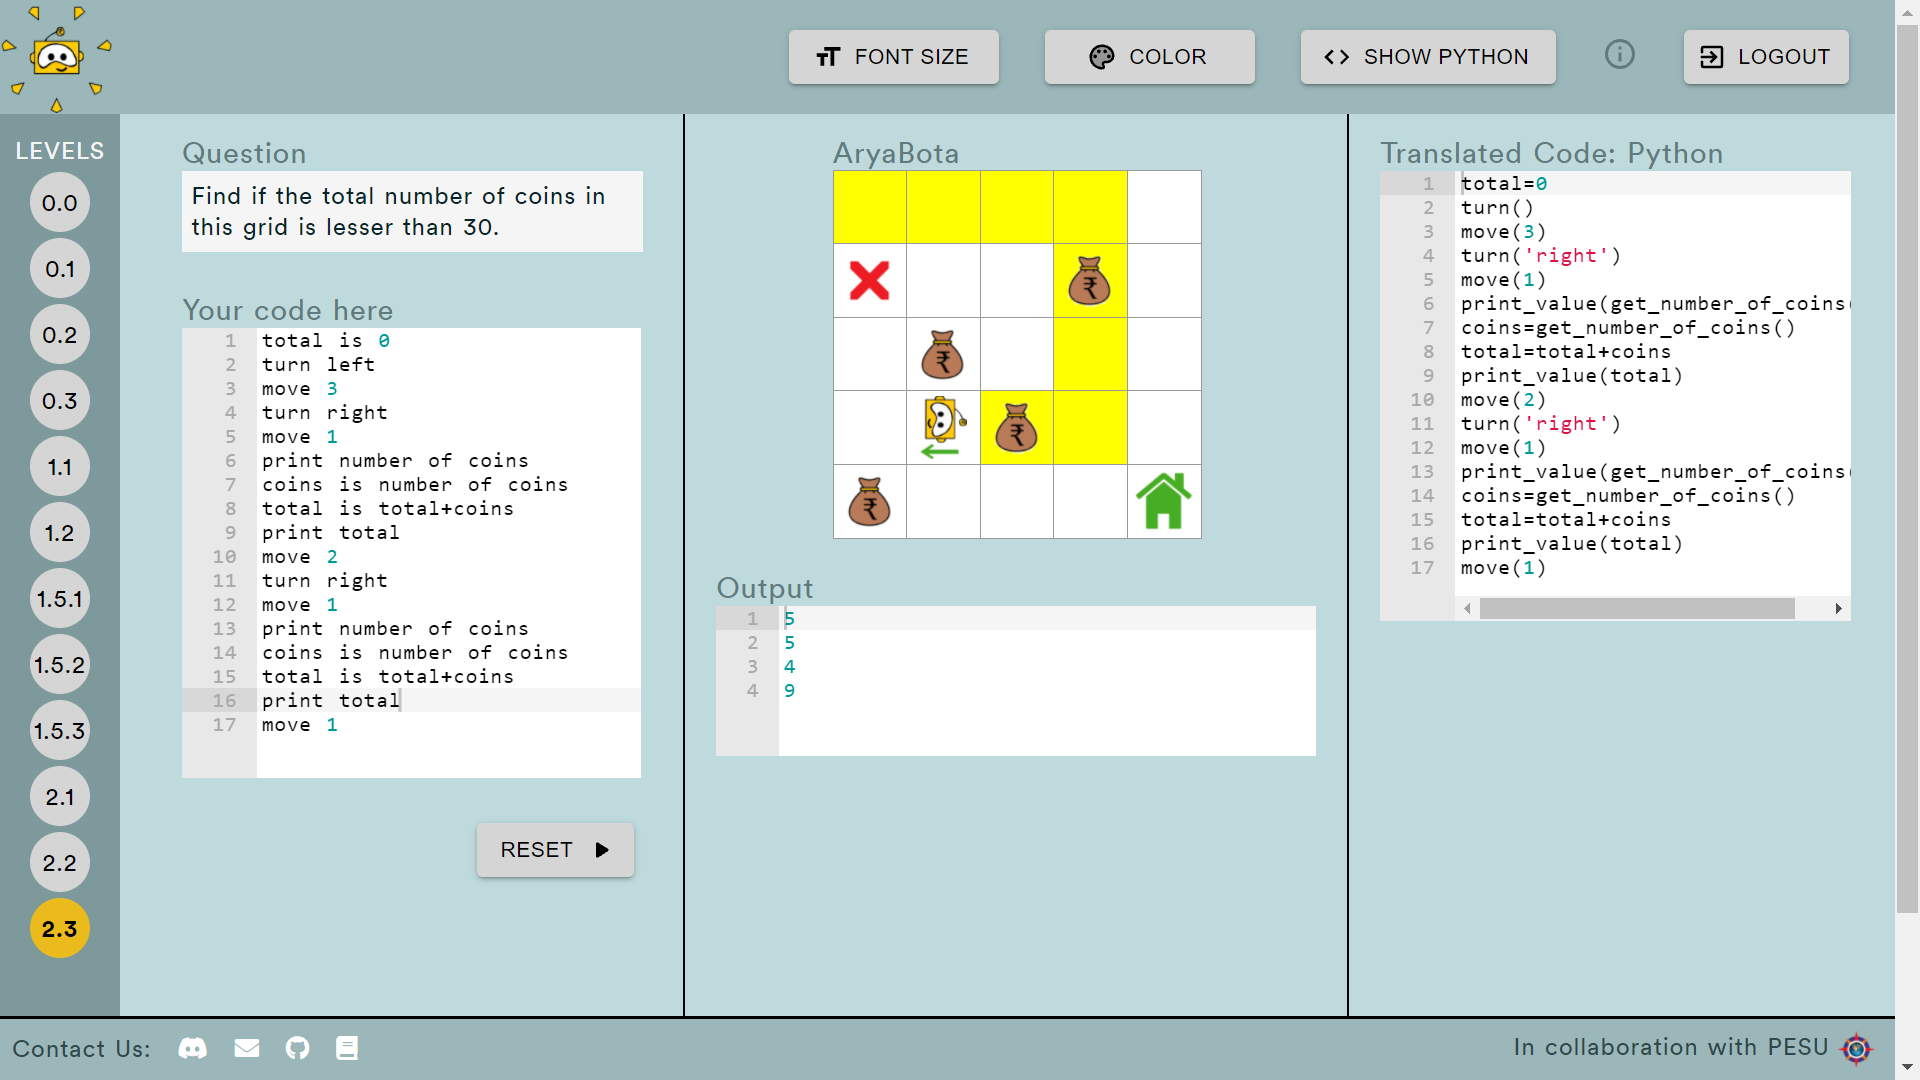 FONT SIZE
COLOR
SHOW PYTHON
LOGOUT
LEVELS
0.0
0.1
0.2
0.3
1.1
1.2
1.5.1
1.5.2
1.5.3
2.1
2.2
2.3
Question
Find if the total number of coins in
this grid is lesser than 30.
Your code here
1 total is 0
2 turn left
3 move 3
4 turn right
5 move 1
6 print number of coins
7 coins is number of coins
8 total is total+coins
9 print total
10 move 2
11 turn right
12 move 1
13 print number of coins
14 coins is number of coins
15 total is total+coins
16 print total
17 move 1
RESET
AryaBota
₹
₹
₹
₹
Output
1 5
2 5
3 4
4 9
Translated Code: Python
1 total=0
2 turn()
3 move(3)
4 turn('right')
5 move(1)
6 print_value(get_number_of_coins(
7 coins=get_number_of_coins()
8 total=total+coins
9 print_value(total)
10 move(2)
11 turn('right')
12 move(1)
13 print_value(get_number_of_coins(
14 coins=get_number_of_coins()
15 total=total+coins
16 print_value(total)
17 move(1)
Contact Us:
In collaboration with PESU